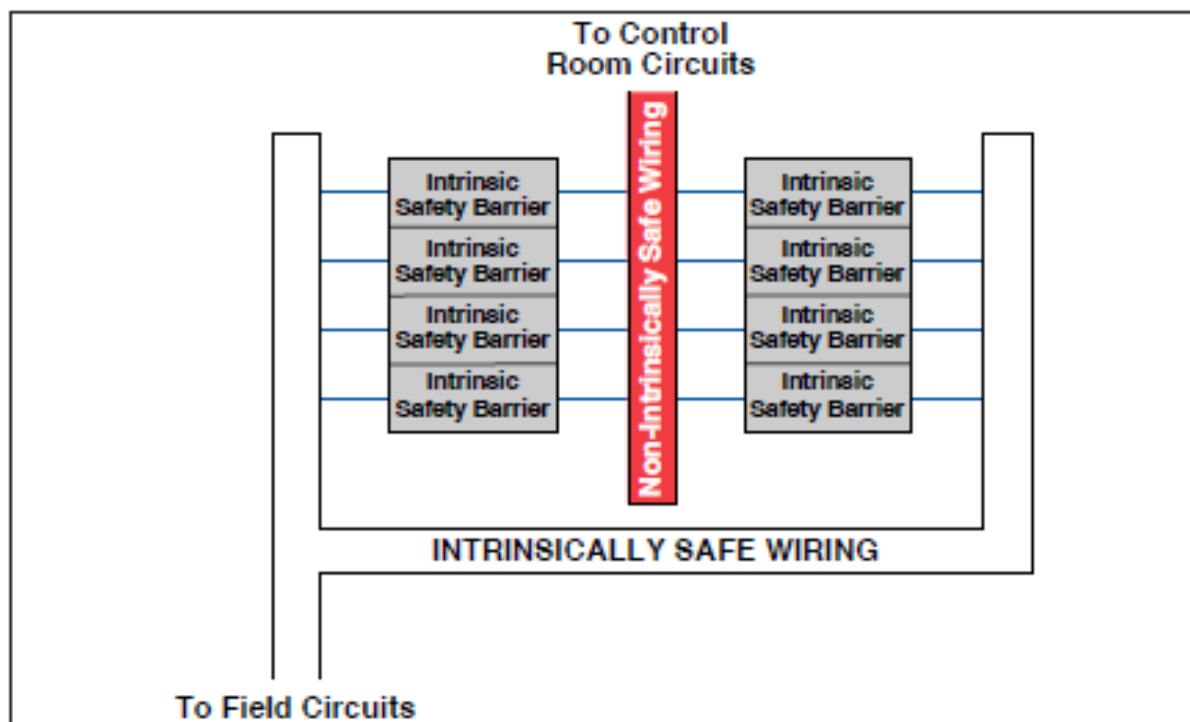 To Control
Room Circuits
Non-Intrinsically Safe Wiring
Intrinsic
Safety Barrier
Intrinsic
Safety Barrier
Intrinsic
Safety Barrier
Intrinsic
Safety Barrier
Intrinsic
Safety Barrier
Intrinsic
Safety Barrier
Intrinsic
Safety Barrier
Intrinsic
Safety Barrier
INTRINSICALLY SAFE WIRING
To Field Circuits